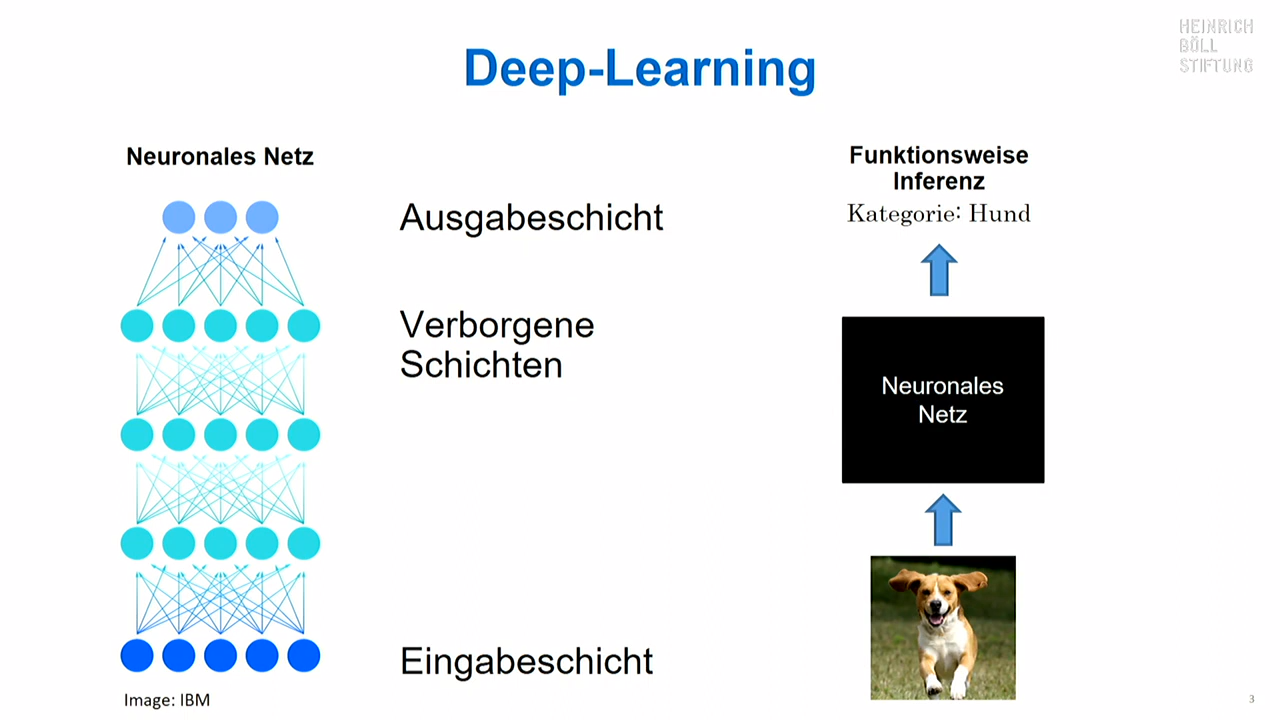 HEINRICH
BÖLL
STIFTUNG
Deep-Learning
Neuronales Netz
Ausgabeschicht
Verborgene
Schichten
Eingabeschicht
Image: IBM
Funktionsweise
Inferenz
Kategorie: Hund
Neuronales
Netz
3